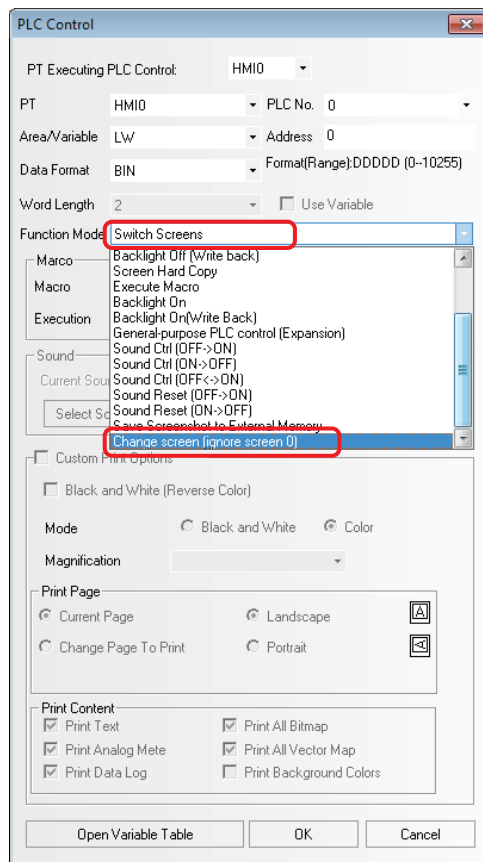 PLC Control
PT Executing PLC Control: HMI0
PT HMI0 PLC No. 0
Area/Variable LW Address 0
Data Format BIN Format(Range):DDDDD (0--10255)
Word Length 2 Use Variable
Function Mode Switch Screens
Marco Backlight Off (Write back)
Screen Hard Copy
Macro Execute Macro
Backlight On
Execution Backlight On(Write Back)
General-purpose PLC control (Expansion)
Sound Sound Ctrl (OFF->ON)
Sound Ctrl (ON->OFF)
Current Sou Sound Ctrl (OFF<->ON)
Sound Reset (OFF->ON)
Select Sc Sound Reset (ON->OFF)
Save Screenshot to External Memory
Change screen (ignore screen 0)
Custom Print Options
Black and White (Reverse Color)
Mode Black and White Color
Magnification
Print Page
Current Page Landscape A
Change Page To Print Portrait A
Print Content
Print Text Print All Bitmap
Print Analog Mete Print All Vector Map
Print Data Log Print Background Colors
Open Variable Table OK Cancel